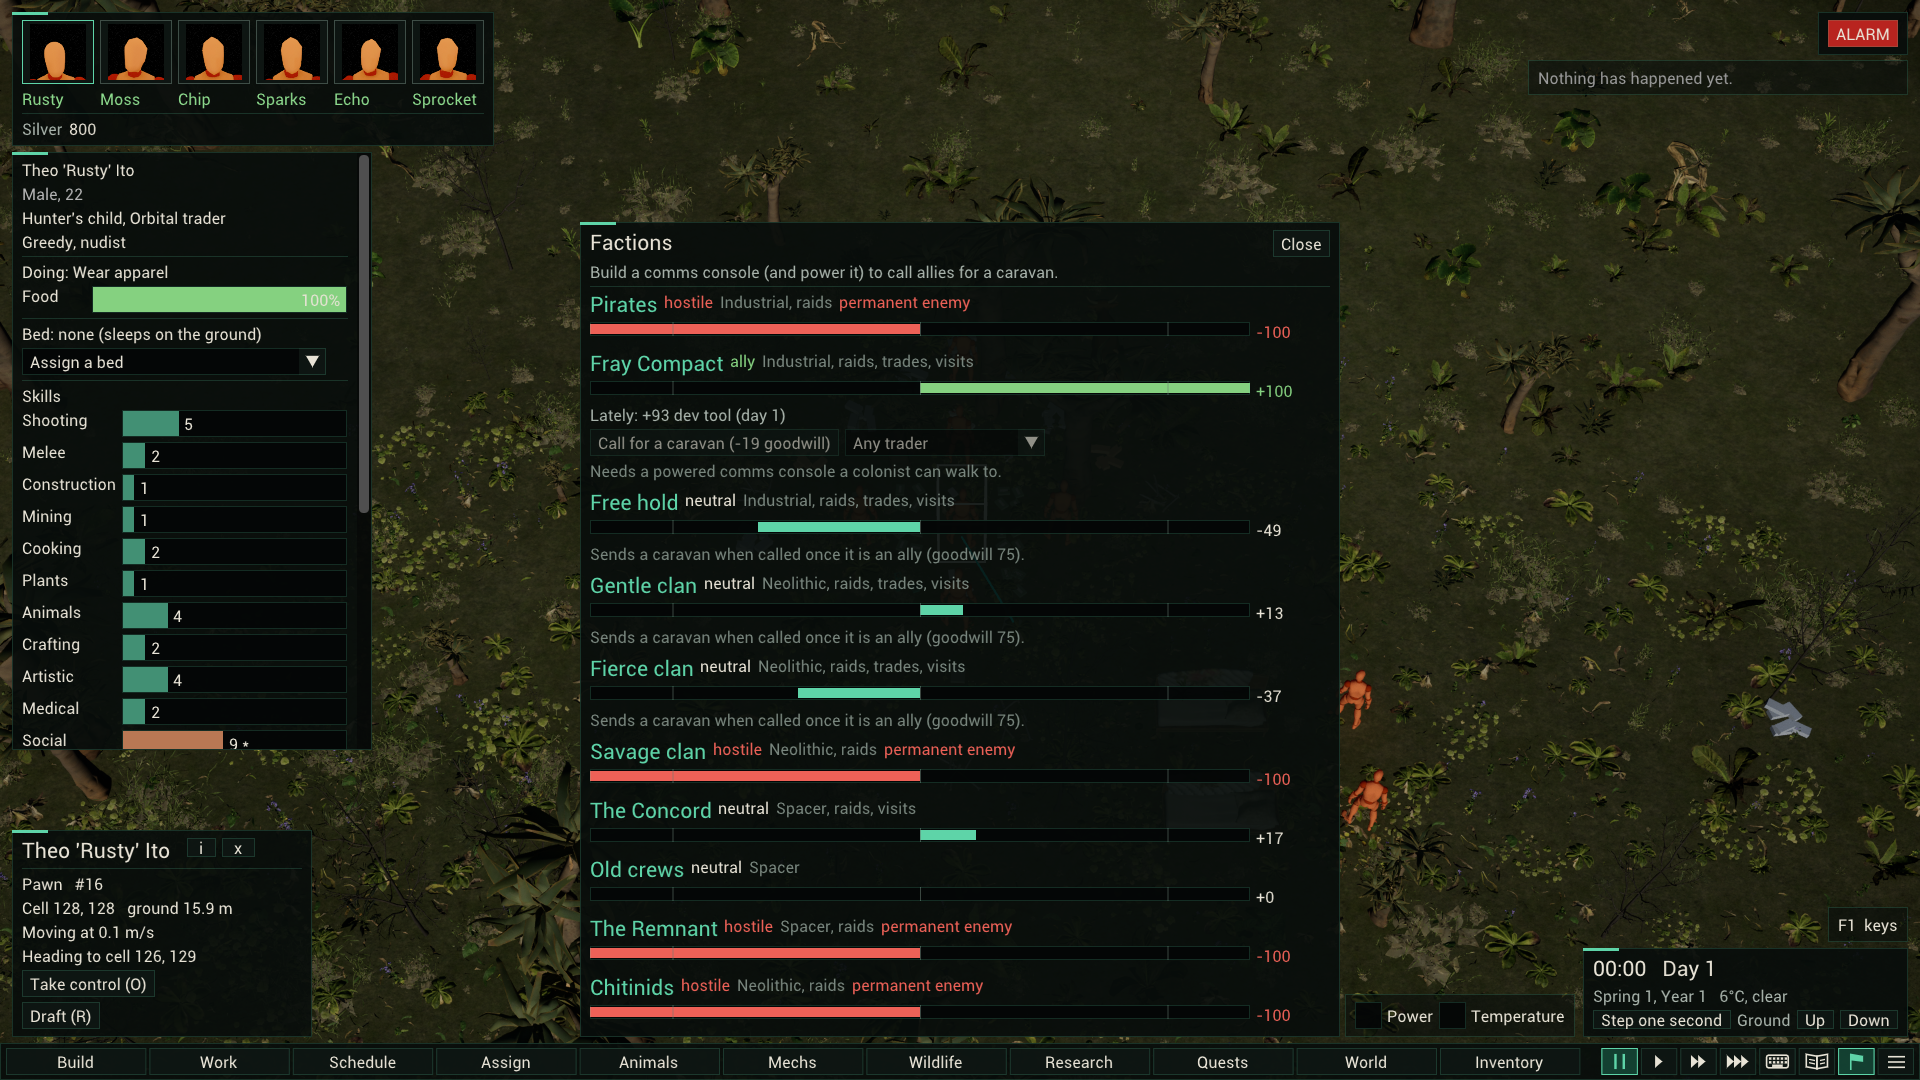 Rusty Moss Chip Sparks Echo Sprocket
Silver 800
ALARM
Nothing has happened yet.
Theo 'Rusty' Ito
Male, 22
Hunter's child, Orbital trader
Greedy, nudist
Doing: Wear apparel
Food 100%
Bed: none (sleeps on the ground)
Assign a bed
Skills
Shooting 5
Melee 2
Construction 1
Mining 1
Cooking 2
Plants 1
Animals 4
Crafting 2
Artistic 4
Medical 2
Social 9 *
Factions Close
Build a comms console (and power it) to call allies for a caravan.
Pirates hostile Industrial, raids permanent enemy
-100
Fray Compact ally Industrial, raids, trades, visits
+100
Lately: +93 dev tool (day 1)
Call for a caravan (-19 goodwill) Any trader
Needs a powered comms console a colonist can walk to.
Free hold neutral Industrial, raids, trades, visits
-49
Sends a caravan when called once it is an ally (goodwill 75).
Gentle clan neutral Neolithic, raids, trades, visits
+13
Sends a caravan when called once it is an ally (goodwill 75).
Fierce clan neutral Neolithic, raids, trades, visits
-37
Sends a caravan when called once it is an ally (goodwill 75).
Savage clan hostile Neolithic, raids permanent enemy
-100
The Concord neutral Spacer, raids, visits
+17
Old crews neutral Spacer
+0
The Remnant hostile Spacer, raids permanent enemy
-100
Chitinids hostile Neolithic, raids permanent enemy
-100
Theo 'Rusty' Ito i x
Pawn #16
Cell 128, 128 ground 15.9 m
Moving at 0.1 m/s
Heading to cell 126, 129
Take control (O)
Draft (R)
F1 keys
Power Temperature
00:00 Day 1
Spring 1, Year 1 6°C, clear
Step one second Ground Up Down
Build Work Schedule Assign Animals Mechs Wildlife Research Quests World Inventory